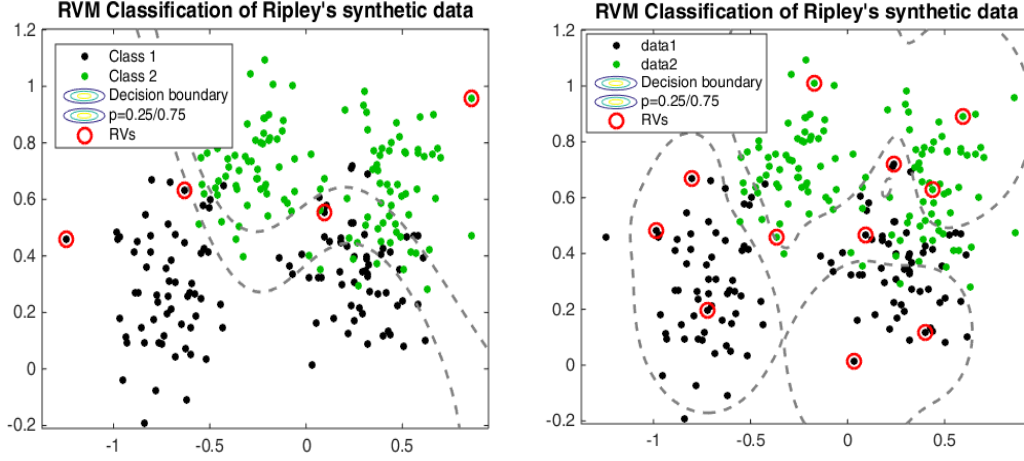 RVM Classification of Ripley's synthetic data
1.2
1
0.8
0.6
0.4
0.2
0
-0.2
-1
-0.5
0
0.5
Class 1
Class 2
Decision boundary
p=0.25/0.75
RVs
RVM Classification of Ripley's synthetic data
1.2
1
0.8
0.6
0.4
0.2
0
-0.2
-1
-0.5
0
0.5
data1
data2
Decision boundary
p=0.25/0.75
RVs